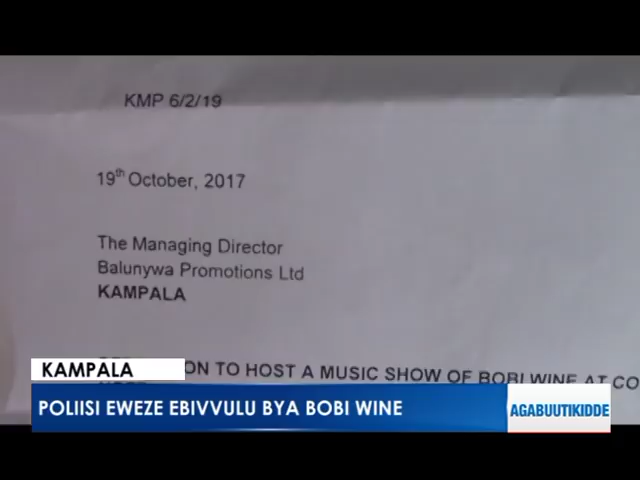 KMP 6/2/19
19th October, 2017
The Managing Director
Balunywa Promotions Ltd
KAMPALA
ON TO HOST A MUSIC SHOW OF BOBI WINE AT CO
KAMPALA
POLIISI EWEZE EBIVVULU BYA BOBI WINE
AGABUUTIKIDDE